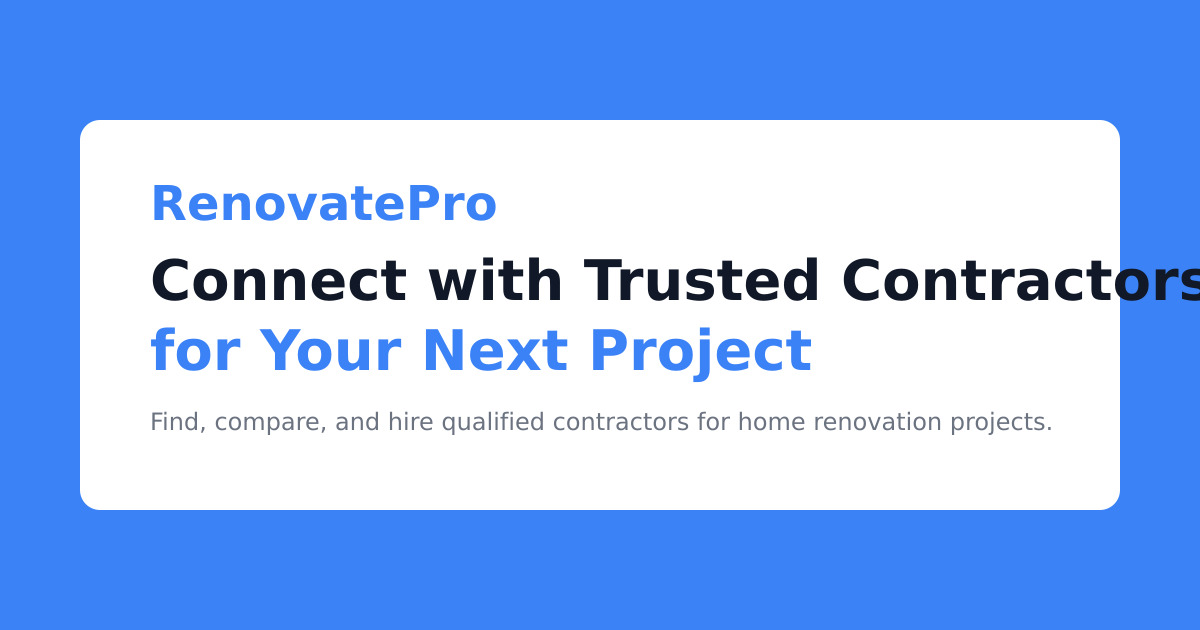 RenovatePro
Connect with Trusted Contractors
for Your Next Project
Find, compare, and hire qualified contractors for home renovation projects.